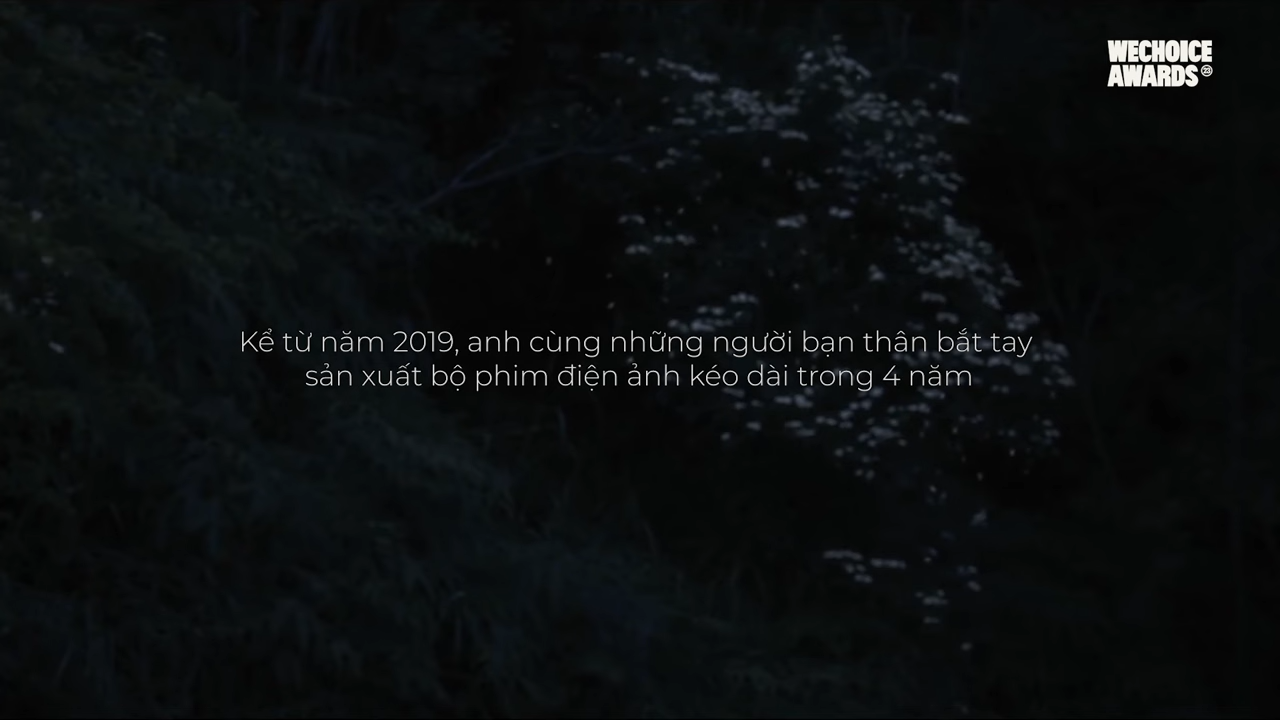 WECHOICE
AWARDS 23
Kể từ năm 2019, anh cùng những người bạn thân bắt tay
sản xuất bộ phim điện ảnh kéo dài trong 4 năm